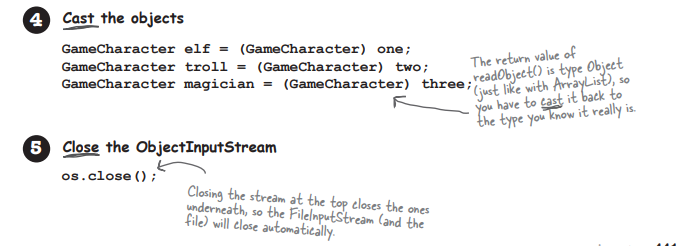 4 Cast the objects
GameCharacter elf = (GameCharacter) one;
GameCharacter troll = (GameCharacter) two;
GameCharacter magician = (GameCharacter) three;
The return value of
readObject() is type Object
(just like with ArrayList), so
you have to cast it back to
the type you know it really is.
5 Close the ObjectInputStream
os.close();
Closing the stream at the top closes the ones
underneath, so the FileInputStream (and the
file) will close automatically.